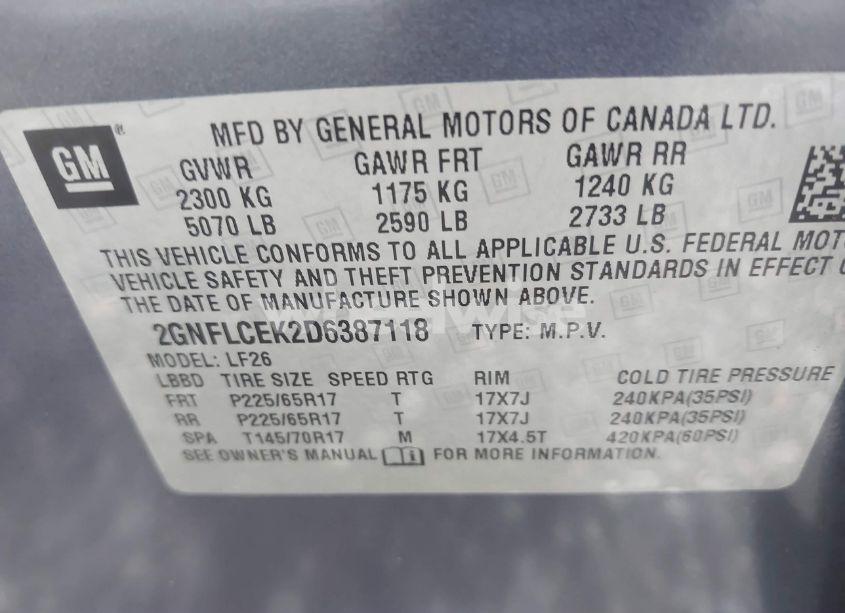 GM
MFD BY GENERAL MOTORS OF CANADA LTD.
GVWR GAWR FRT GAWR RR
2300 KG 1175 KG 1240 KG
5070 LB 2590 LB 2733 LB
THIS VEHICLE CONFORMS TO ALL APPLICABLE U.S. FEDERAL MOT
VEHICLE SAFETY AND THEFT PREVENTION STANDARDS IN EFFECT
THE DATE OF MANUFACTURE SHOWN ABOVE.
WheelWise
2GNFLCEK2D6387118 TYPE: M.P.V.
MODEL: LF26
LBBD TIRE SIZE SPEED RTG RIM COLD TIRE PRESSURE
FRT P225/65R17 T 17X7J 240KPA(35PSI)
RR P225/65R17 T 17X7J 240KPA(35PSI)
SPA T145/70R17 M 17X4.5T 420KPA(60PSI)
SEE OWNER'S MANUAL FOR MORE INFORMATION.